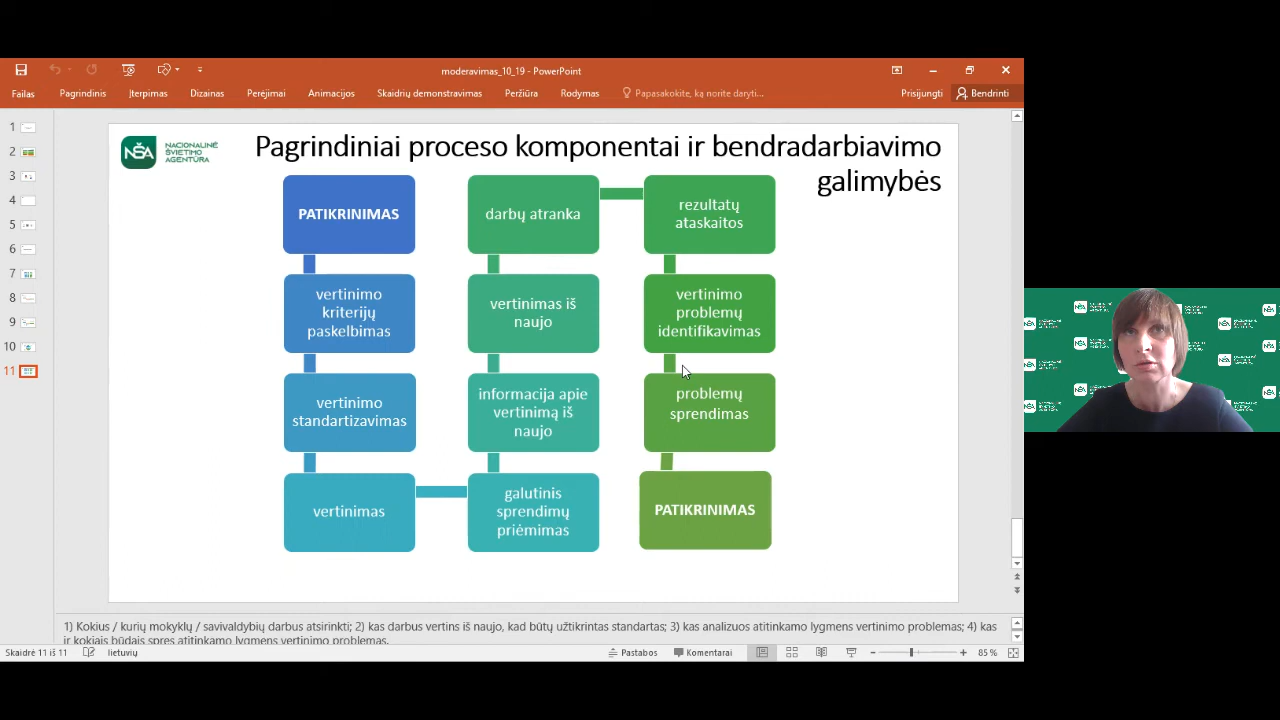 moderavimas_10_19 - PowerPoint
Failas Pagrindinis Įterpimas Dizainas Perėjimai Animacijos Skaidrių demonstravimas Peržiūra Rodymas Papasakokite, ką norite daryti... Prisijungti Bendrinti
1
2
3
4
5
6
7
8
9
10
11
NŠA NACIONALINĖ
ŠVIETIMO
AGENTŪRA
Pagrindiniai proceso komponentai ir bendradarbiavimo
galimybės
PATIKRINIMAS
vertinimo
kriterijų
paskelbimas
vertinimo
standartizavimas
vertinimas
darbų atranka
vertinimas iš
naujo
informacija apie
vertinimą iš
naujo
galutinis
sprendimų
priėmimas
rezultatų
ataskaitos
vertinimo
problemų
identifikavimas
problemų
sprendimas
PATIKRINIMAS
1) Kokius / kurių mokyklų / savivaldybių darbus atsirinkti; 2) kas darbus vertins iš naujo, kad būtų užtikrintas standartas; 3) kas analizuos atitinkamo lygmens vertinimo problemas; 4) kas
ir kokiais būdais spręs atitinkamo lygmens vertinimo problemas.
Skaidrė 11 iš 11 lietuvių Pastabos Komentarai 85 %